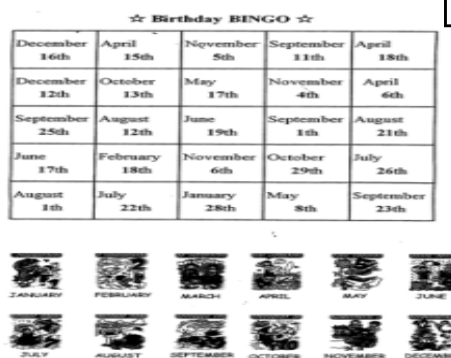 ☆ Birthday BINGO ☆
December April November September April
16th 15th 5th 11th 18th
December October May November April
12th 13th 17th 4th 6th
September August June September August
25th 12th 19th 1th 21th
June February November October July
17th 18th 6th 29th 26th
August July January May September
1th 22th 28th 8th 23th
JANUARY FEBRUARY MARCH APRIL MAY JUNE
JULY AUGUST SEPTEMBER OCTOBER NOVEMBER DECEMBE